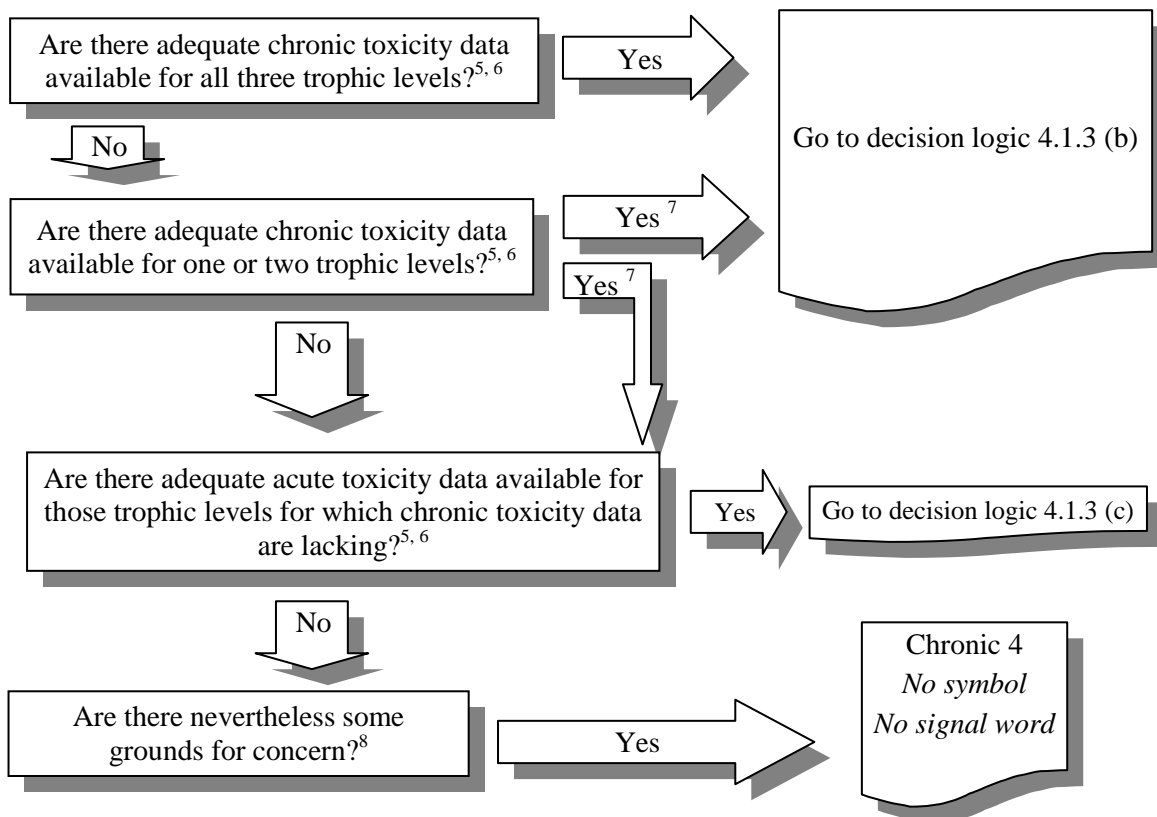 Are there adequate chronic toxicity data
available for all three trophic levels?5, 6
Yes
Go to decision logic 4.1.3 (b)
No
Are there adequate chronic toxicity data
available for one or two trophic levels?5, 6
Yes 7
Yes 7
No
Are there adequate acute toxicity data available for
those trophic levels for which chronic toxicity data
are lacking?5, 6
Yes
Go to decision logic 4.1.3 (c)
No
Are there nevertheless some
grounds for concern?8
Yes
Chronic 4
No symbol
No signal word